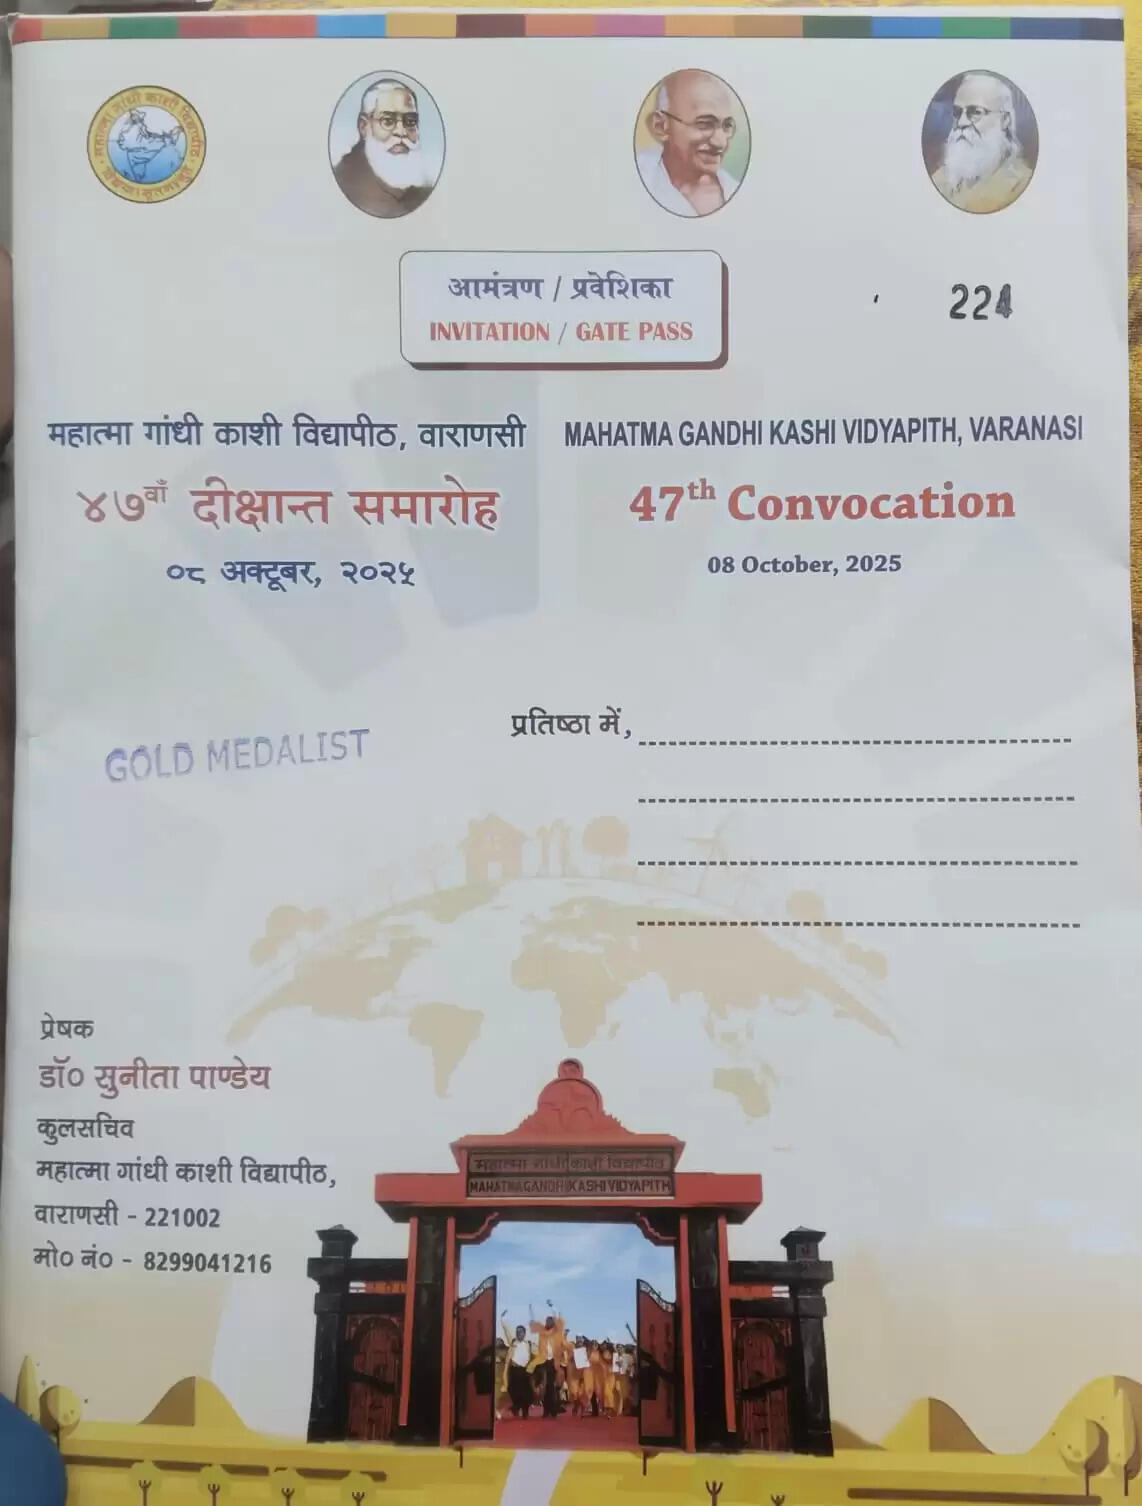 महात्मा गांधी काशी विद्यापीठ
आमंत्रण / प्रवेशिका
INVITATION / GATE PASS
224
महात्मा गांधी काशी विद्यापीठ, वाराणसी
MAHATMA GANDHI KASHI VIDYAPITH, VARANASI
४७वाँ दीक्षान्त समारोह
47th Convocation
०८ अक्टूबर, २०२५
08 October, 2025
प्रतिष्ठा में,
GOLD MEDALIST
प्रेषक
डॉ० सुनीता पाण्डेय
कुलसचिव
महात्मा गांधी काशी विद्यापीठ,
वाराणसी - 221002
मो० नं० - 8299041216
महात्मा गांधी काशी विद्यापीठ
MAHATMA GANDHI KASHI VIDYAPITH